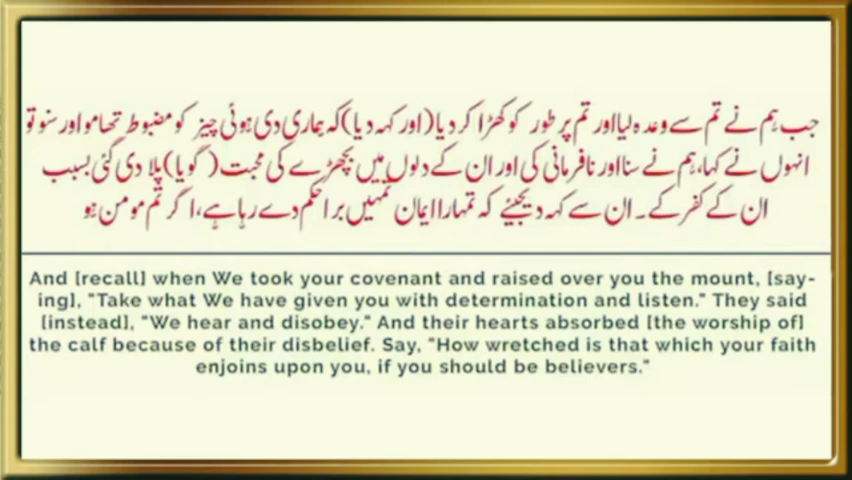 جب ہم نے تم سے وعدہ لیا اور تم پر طور کو کھڑا کردیا (اور کہہ دیا) کہ ہماری دی ہوئی چیز کو مضبوط تھامو اور سنو تو
انہوں نے کہا، ہم نے سنا اور نافرمانی کی اور ان کے دلوں میں بچھڑے کی محبت (گویا) پلا دی گئی بسبب
ان کے کفر کے۔ ان سے کہہ دیجیئے کہ تمہارا ایمان تمہیں برا حکم دے رہا ہے، اگر تم مومن ہو
And [recall] when We took your covenant and raised over you the mount, [say-
ing], "Take what We have given you with determination and listen." They said
[instead], "We hear and disobey." And their hearts absorbed [the worship of]
the calf because of their disbelief. Say, "How wretched is that which your faith
enjoins upon you, if you should be believers."